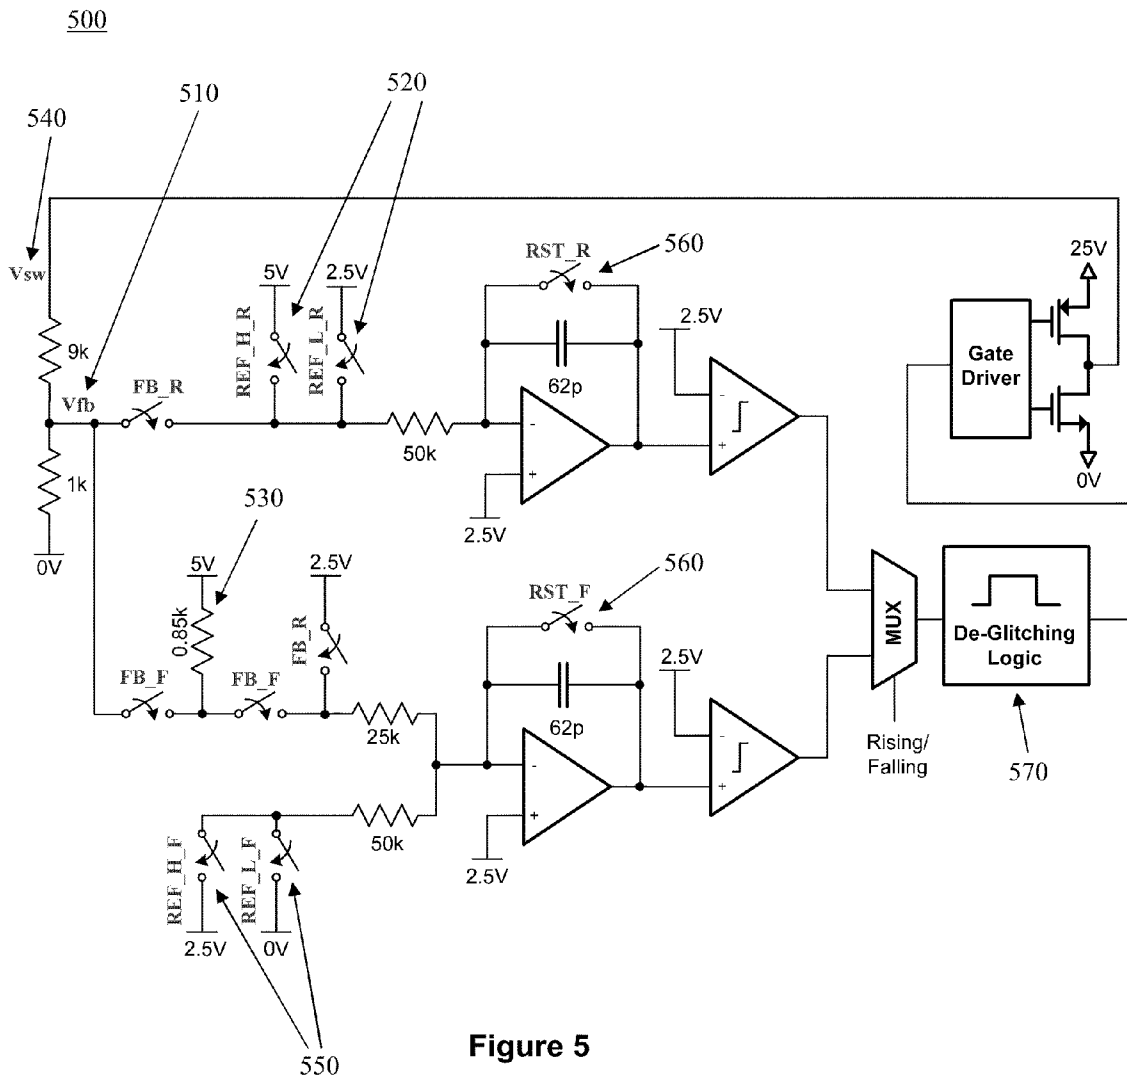 500
510
520
540
560
Vsw
RST_R
5V
2.5V
REF_H_R
REF_L_R
25V
2.5V
9k
62p
Gate
Driver
Vfb
FB_R
-
-
50k
+
+
1k
2.5V
0V
530
0V
5V
2.5V
560
RST_F
0.85k
FB_R
MUX
De-Glitching
Logic
2.5V
FB_F
FB_F
62p
25k
-
-
Rising/
Falling
570
+
+
50k
2.5V
REF_H_F
REF_L_F
2.5V
0V
550
Figure 5